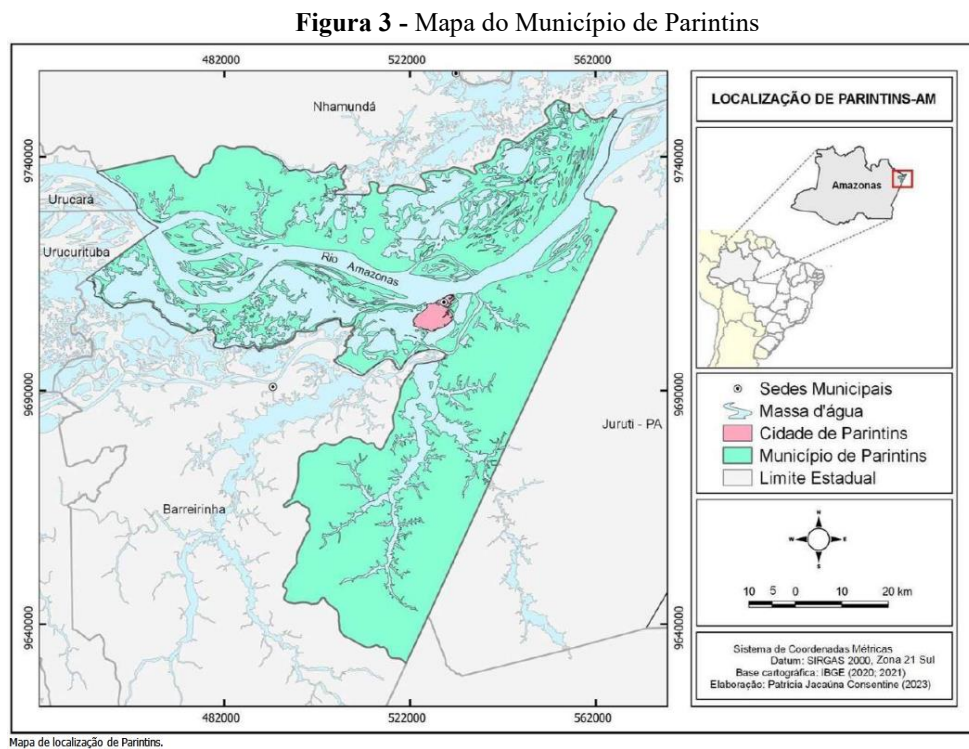 Figura 3 - Mapa do Município de Parintins
482000 522000 562000
Nhamundá
9740000 9740000
Urucará
Urucurituba
Rio Amazonas
9690000 9690000
Juruti - PA
Barreirinha
9640000 9640000
482000 522000 562000
LOCALIZAÇÃO DE PARINTINS-AM
Amazonas
Sedes Municipais
Massa d'água
Cidade de Parintins
Município de Parintins
Limite Estadual
N
W E
S
10 5 0 10 20 km
Sistema de Coordenadas Métricas
Datum: SIRGAS 2000, Zona 21 Sul
Base cartográfica: IBGE (2020; 2021)
Elaboração: Patrícia Jacaúna Consentine (2023)
Mapa de localização de Parintins.